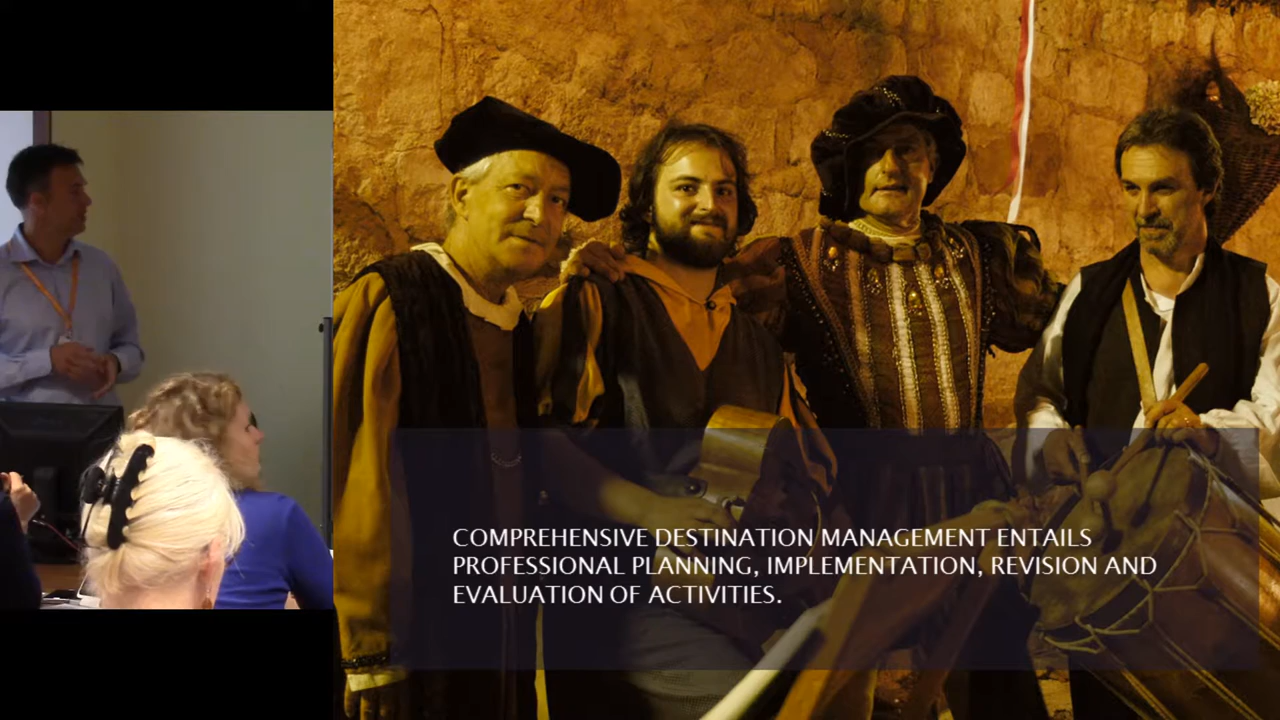 COMPREHENSIVE DESTINATION MANAGEMENT ENTAILS
PROFESSIONAL PLANNING, IMPLEMENTATION, REVISION AND
EVALUATION OF ACTIVITIES.